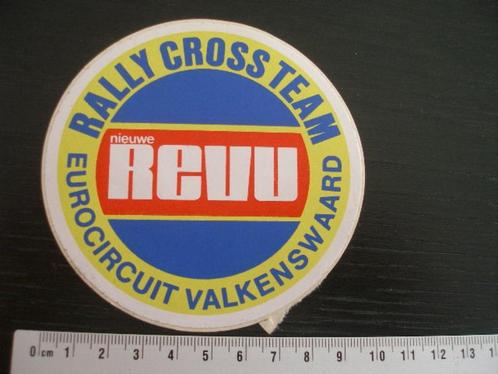 RALLY CROSS TEAM
nieuwe
Revu
EUROCIRCUIT VALKENSWAARD
0 cm 1 2 3 4 5 6 7 8 9 10 11 12 13